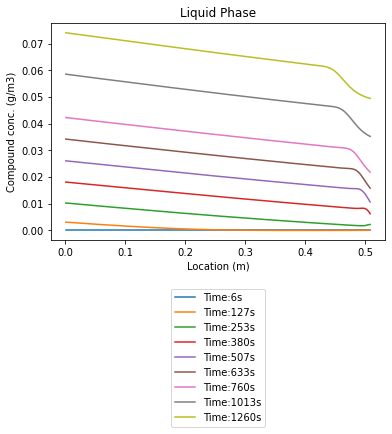 Liquid Phase
Compound conc. (g/m3)
0.07
0.06
0.05
0.04
0.03
0.02
0.01
0.00
0.0 0.1 0.2 0.3 0.4 0.5
Location (m)
Time:6s
Time:127s
Time:253s
Time:380s
Time:507s
Time:633s
Time:760s
Time:1013s
Time:1260s